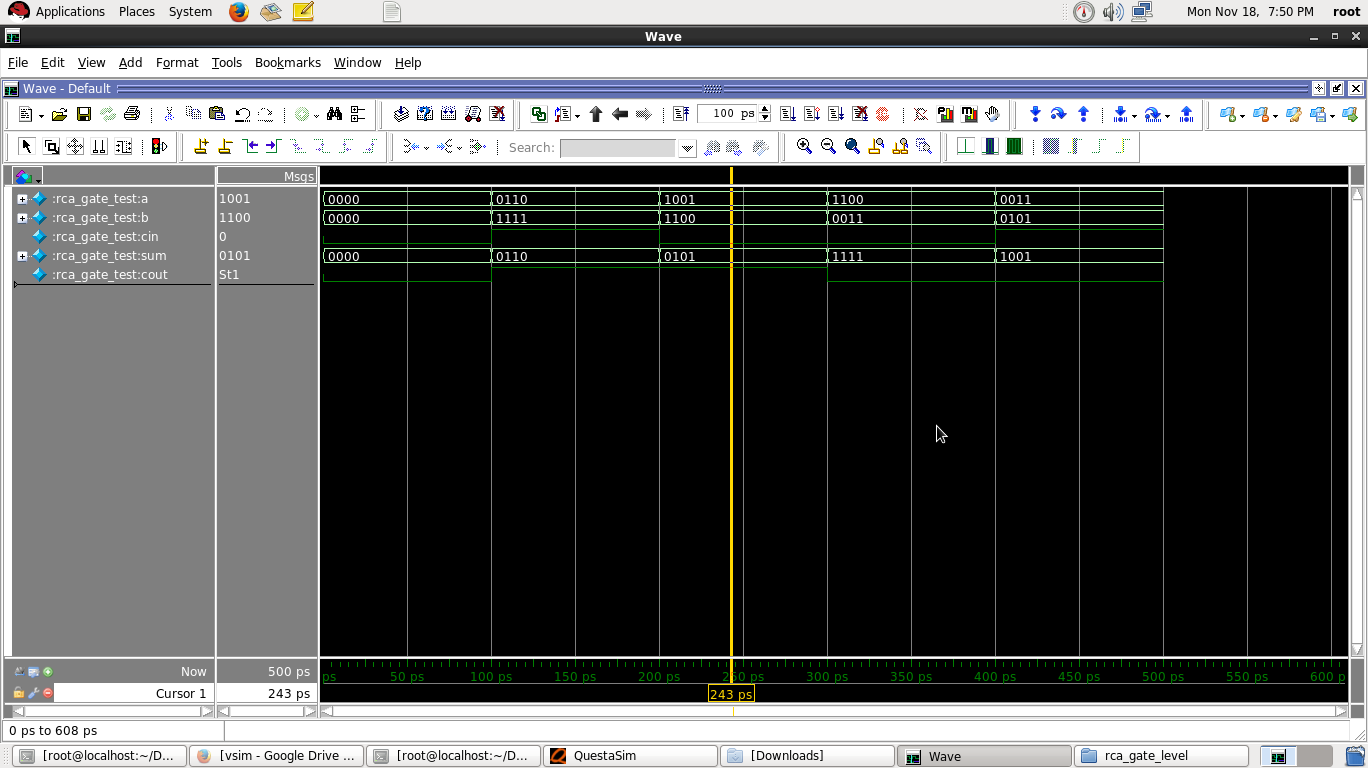 Applications Places System Mon Nov 18, 7:50 PM root
Wave
File Edit View Add Format Tools Bookmarks Window Help
Wave - Default
100 ps
Search:
Msgs
:rca_gate_test:a 1001 0000 0110 1001 1100 0011
:rca_gate_test:b 1100 0000 1111 1100 0011 0101
:rca_gate_test:cin 0
:rca_gate_test:sum 0101 0000 0110 0101 1111 1001
:rca_gate_test:cout St1
Now 500 ps ps 50 ps 100 ps 150 ps 200 ps 250 ps 300 ps 350 ps 400 ps 450 ps 500 ps 550 ps 600 p
Cursor 1 243 ps 243 ps
0 ps to 608 ps
[root@localhost:~/D... [vsim - Google Drive ... [root@localhost:~/D... QuestaSim [Downloads] Wave rca_gate_level